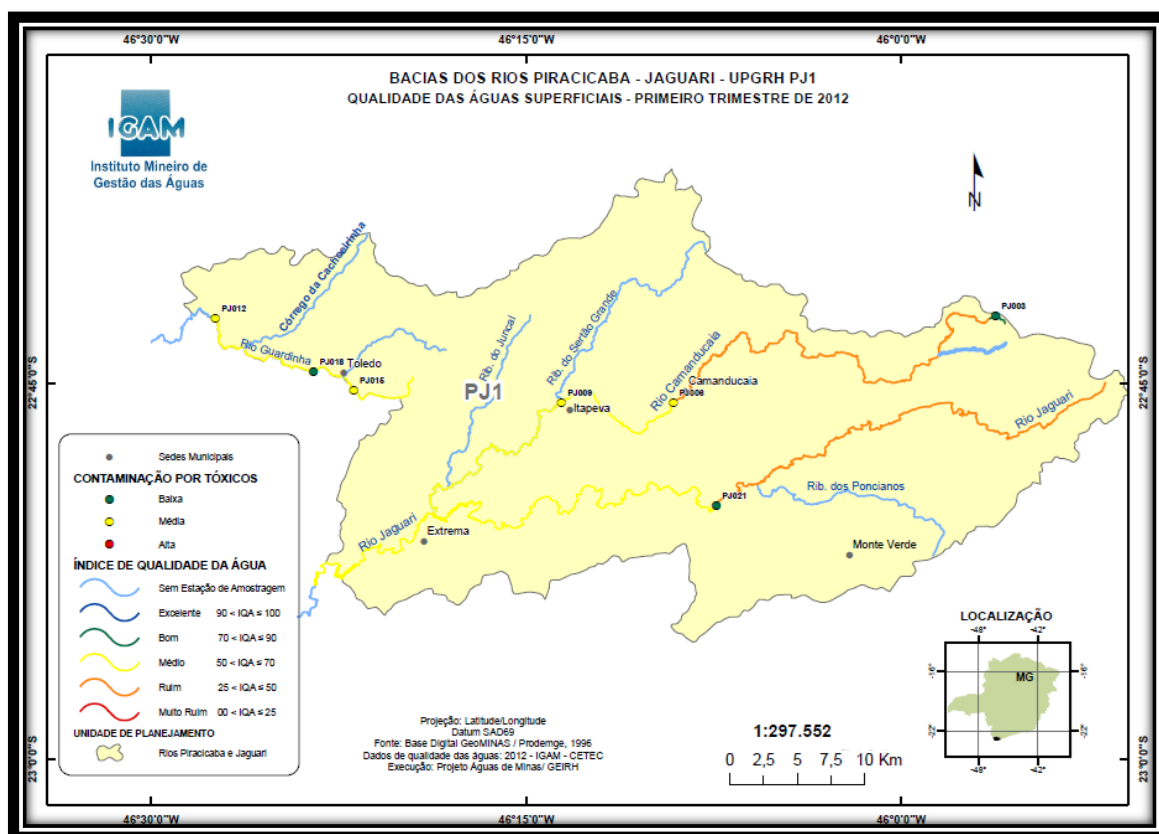 46°30'0"W 46°15'0"W 46°0'0"W
BACIAS DOS RIOS PIRACICABA - JAGUARI - UPGRH PJ1
QUALIDADE DAS ÁGUAS SUPERFICIAIS - PRIMEIRO TRIMESTRE DE 2012
IGAM
Instituto Mineiro de
Gestão das Águas
N
Córrego da Cachoeirinha
PJ012
PJ003
Rib. do Sertão Grande
Rib. do Juncal
Rio Guardinha
PJ018
Toledo
PJ015
22°45'0"S
22°45'0"S
PJ1
Rio Camanducaia
Camanducaia
PJ009
PJ006
Itapeva
Rio Jaguari
Rib. dos Poncianos
PJ021
Rio Jaguari
Extrema
Monte Verde
Sedes Municipais
CONTAMINAÇÃO POR TÓXICOS
Baixa
Média
Alta
ÍNDICE DE QUALIDADE DA ÁGUA
Sem Estação de Amostragem
Excelente 90 < IQA ≤ 100
Bom 70 < IQA ≤ 90
Médio 50 < IQA ≤ 70
Ruim 25 < IQA ≤ 50
Muito Ruim 00 < IQA ≤ 25
UNIDADE DE PLANEJAMENTO
Rios Piracicaba e Jaguari
Projeção: Latitude/Longitude
Datum SAD69
Fonte: Base Digital GeoMINAS / Prodemge, 1996
Dados de qualidade das águas: 2012 - IGAM - CETEC
Execução: Projeto Águas de Minas/ GEIRH
1:297.552
0 2,5 5 7,5 10 Km
LOCALIZAÇÃO
-48° -42°
-16° -16°
MG
-22° -22°
-48° -42°
23°0'0"S
23°0'0"S
46°30'0"W 46°15'0"W 46°0'0"W